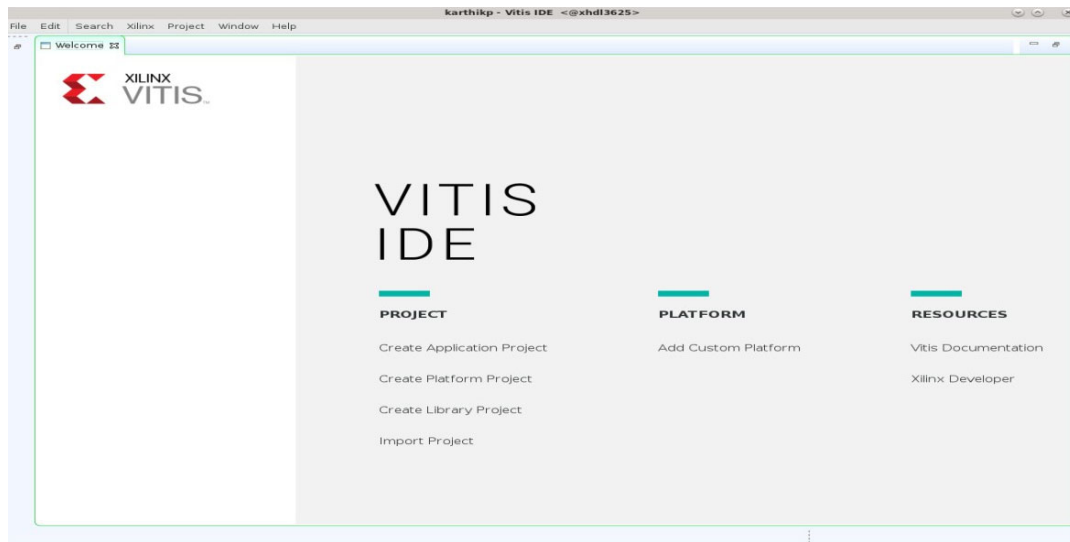 karthikp - Vitis IDE <@xhdl3625>
File Edit Search Xilinx Project Window Help
Welcome
XILINX
VITIS™
VITIS
IDE
PROJECT PLATFORM RESOURCES
Create Application Project Add Custom Platform Vitis Documentation
Create Platform Project Xilinx Developer
Create Library Project
Import Project